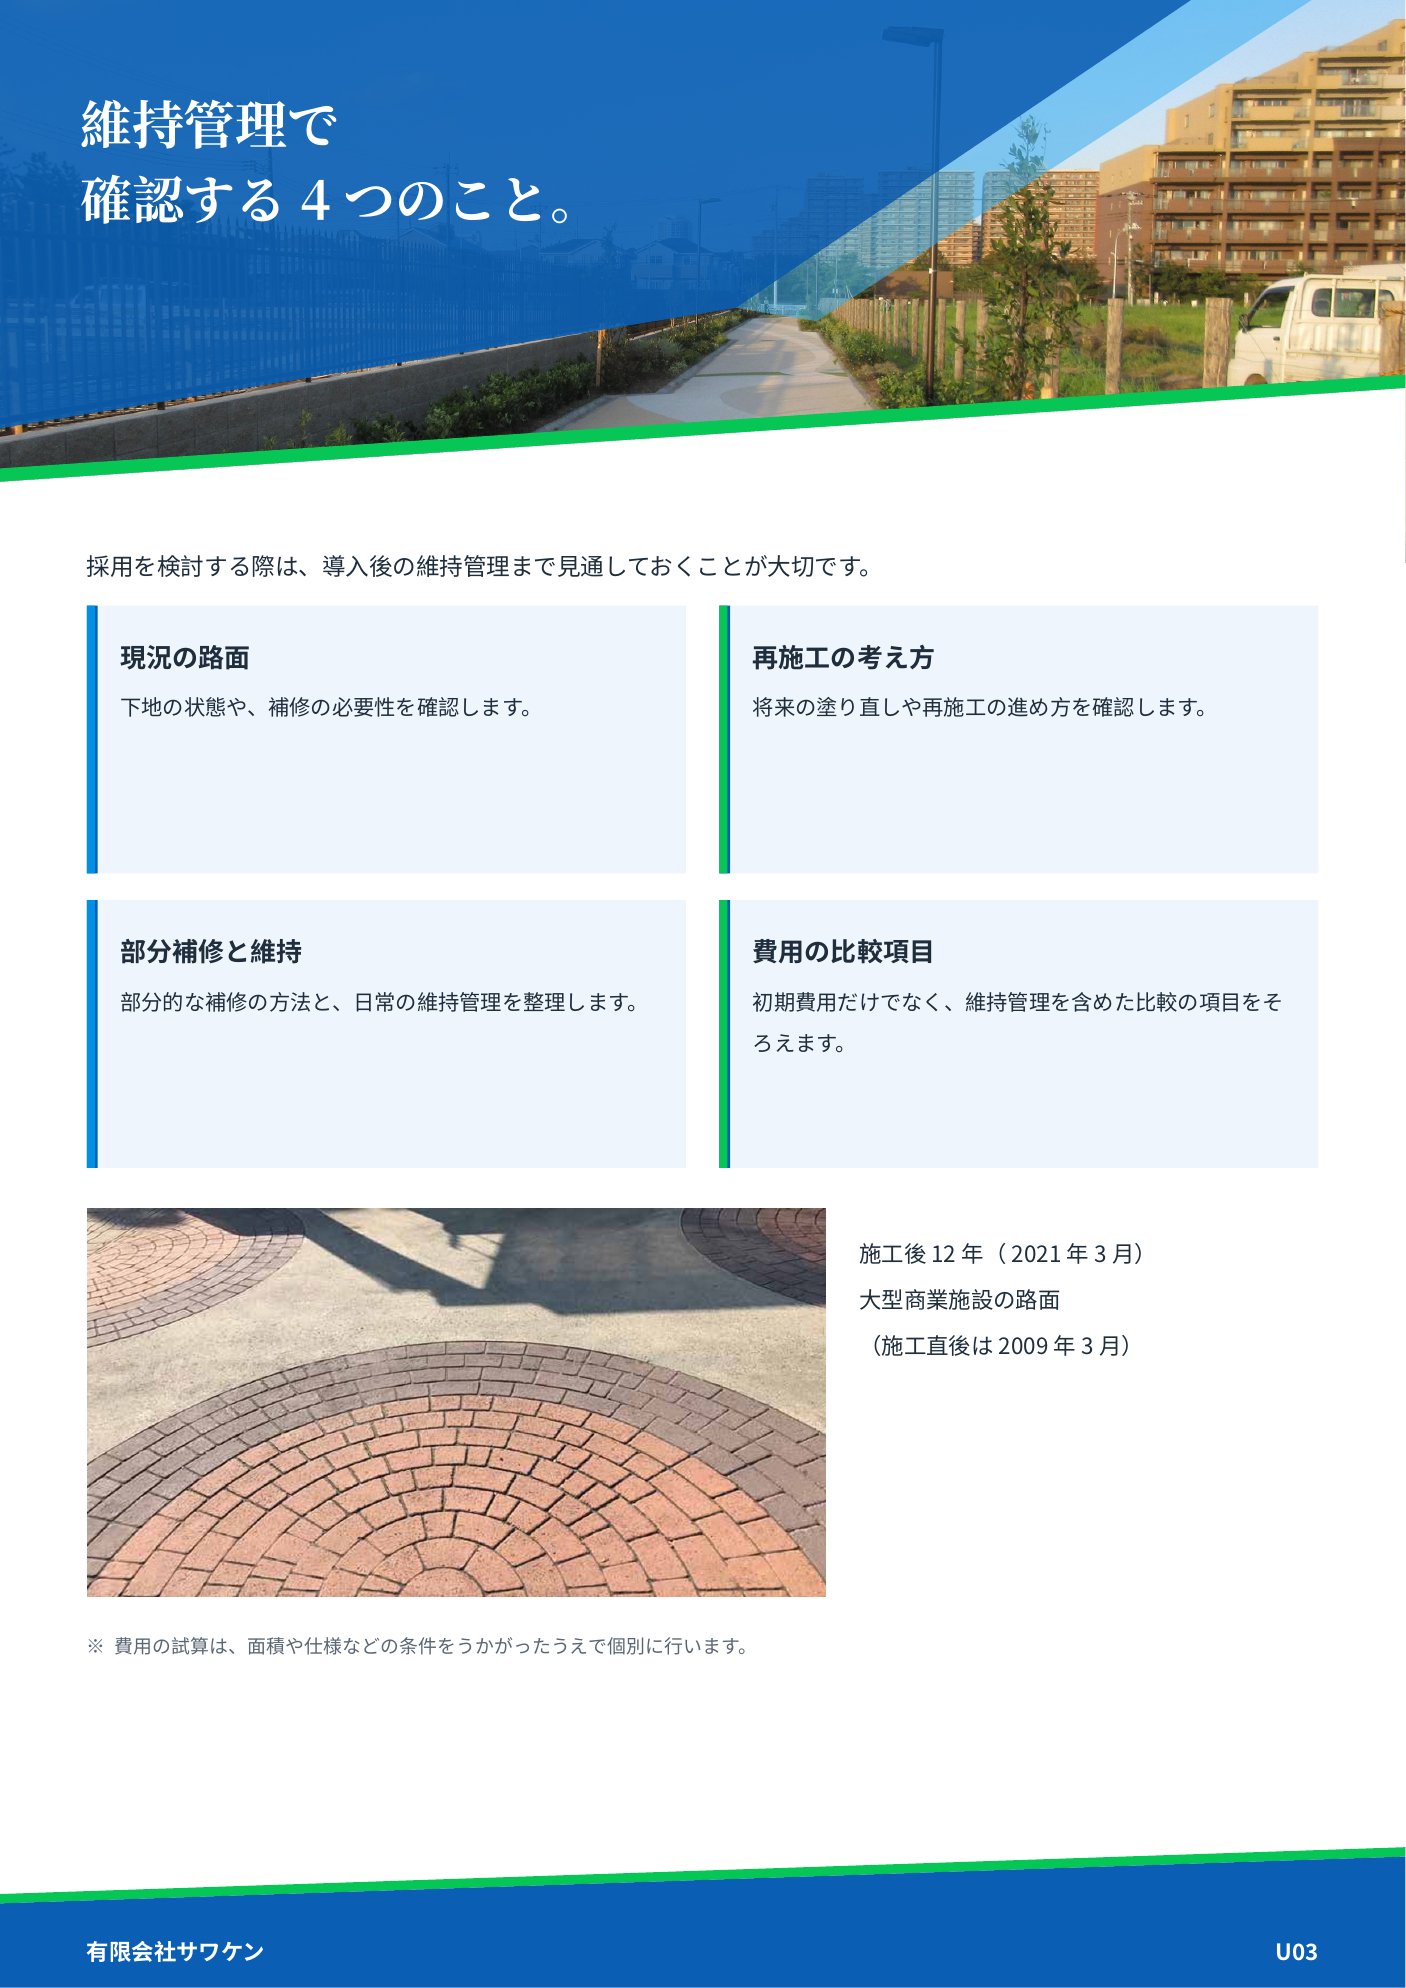 維持管理で
確認する 4 つのこと。
採用を検討する際は、導入後の維持管理まで見通しておくことが大切です。
現況の路面
下地の状態や、補修の必要性を確認します。
再施工の考え方
将来の塗り直しや再施工の進め方を確認します。
部分補修と維持
部分的な補修の方法と、日常の維持管理を整理します。
費用の比較項目
初期費用だけでなく、維持管理を含めた比較の項目をそ
ろえます。
施工後 12 年（ 2021 年 3 月）
大型商業施設の路面
（施工直後は 2009 年 3 月）
※ 費用の試算は、面積や仕様などの条件をうかがったうえで個別に行います。
有限会社サワケン
U03